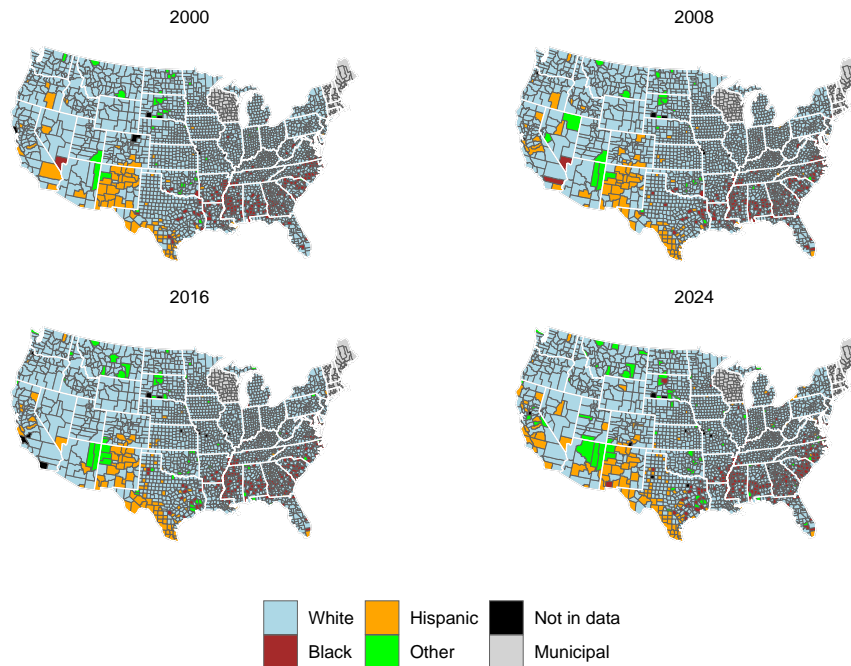 2000
2008
2016
2024
White
Hispanic
Not in data
Black
Other
Municipal